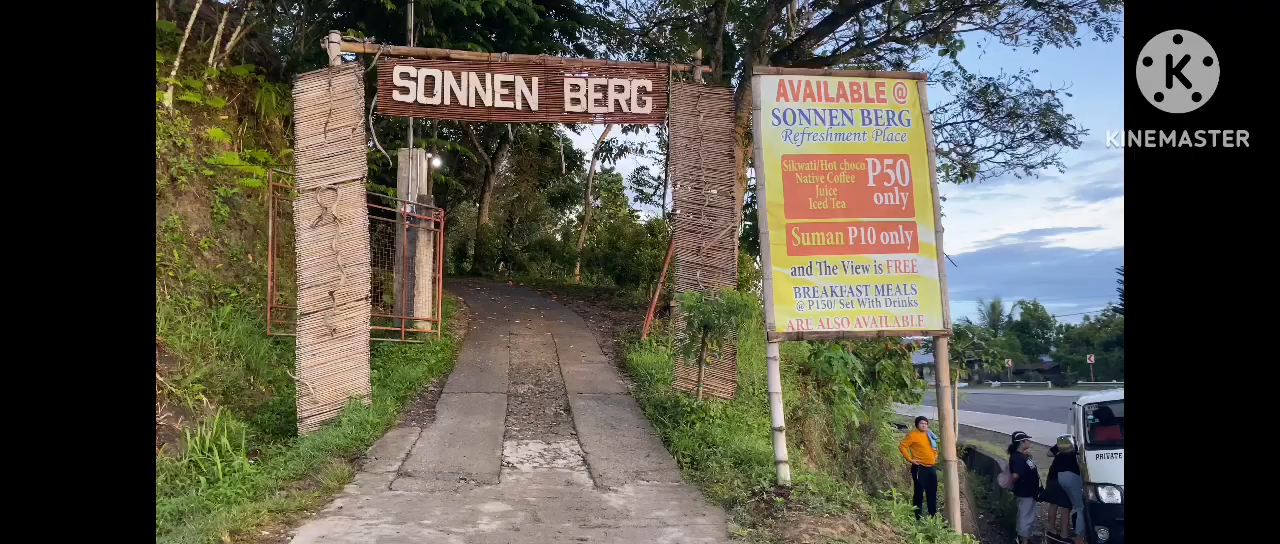 SONNEN BERG
AVAILABLE @
SONNEN BERG
Refreshment Place
Sikwati/Hot choco
Native Coffee
Juice
Iced Tea
P50
only
Suman P10 only
and The View is FREE
BREAKFAST MEALS
@ P150/ Set With Drinks
ARE ALSO AVAILABLE
PRIVATE
K
KINEMASTER